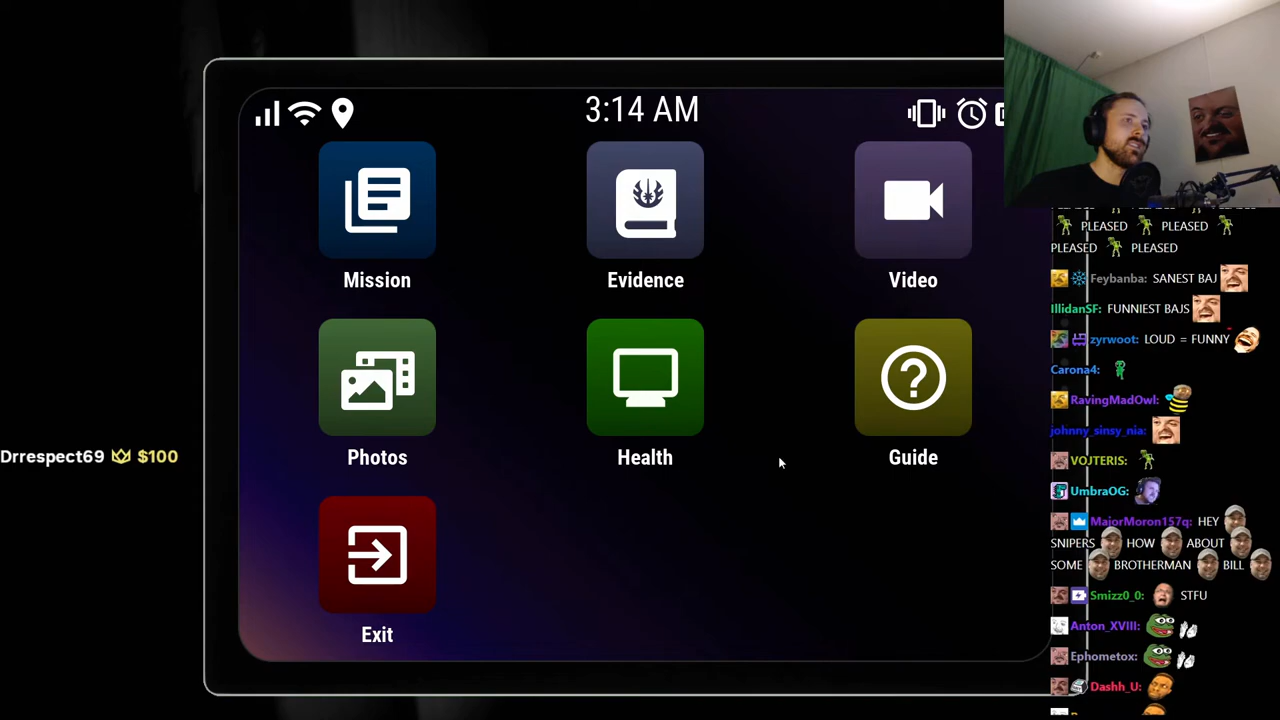 3:14 AM
Mission
Evidence
Video
Photos
Health
Guide
Exit
Drrespect69 $100
PLEASED PLEASED
PLEASED PLEASED
Feybanba: SANEST BAJ
IllidanSF: FUNNIEST BAJS
zyrwoot: LOUD = FUNNY
Carona4:
RavingMadOwl:
johnny_sinsy_nia:
VOJTERIS:
UmbraOG:
MajorMoron157q: HEY
SNIPERS HOW ABOUT
SOME BROTHERMAN BILL
Smizz0_0: STFU
Anton_XVIII:
Ephometox:
Dashh_U: